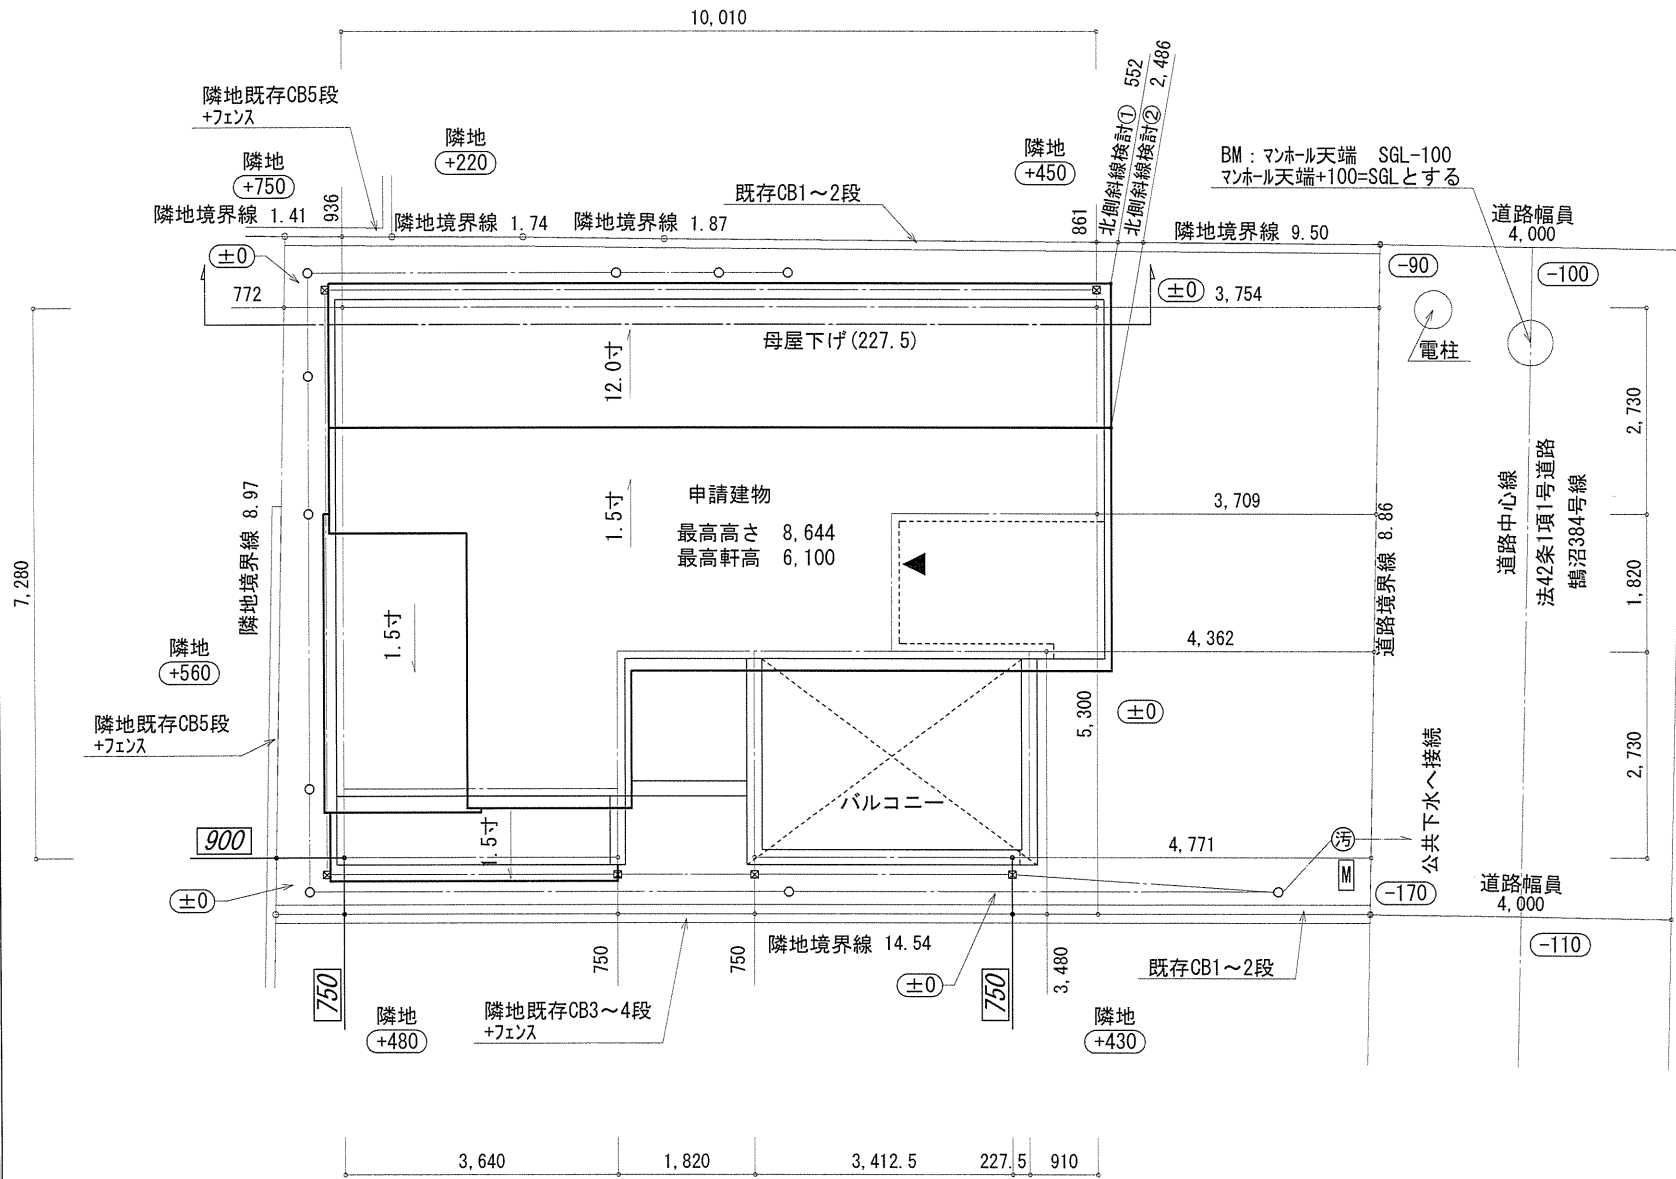 10,010
隣地既存CB5段
+フェンス
隣地
+750
隣地
+220
隣地
+450
北側斜線検討① 552
北側斜線検討② 2,486
BM：マンホール天端 SGL-100
マンホール天端+100=SGLとする
既存CB1～2段
隣地境界線 1.41
936
隣地境界線 1.74
隣地境界線 1.87
861
隣地境界線 9.50
道路幅員
4,000
±0
-90
-100
772
±0
3,754
母屋下げ(227.5)
電柱
12.0寸
2,730
7,280
隣地境界線 8.97
1.5寸
申請建物
最高高さ 8,644
最高軒高 6,100
3,709
道路境界線 8.86
道路中心線
法42条1項1号道路
鵠沼384号線
1,820
1.5寸
隣地
+560
4,362
隣地既存CB5段
+フェンス
5,300
±0
2,730
バルコニー
公共下水へ接続
900
1.5寸
4,771
汚
M
±0
-170
道路幅員
4,000
隣地境界線 14.54
-110
750
750
750
±0
750
3,480
既存CB1～2段
隣地
+480
隣地既存CB3～4段
+フェンス
隣地
+430
3,640
1,820
3,412.5
227.5
910